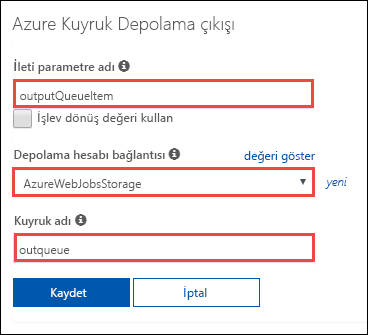 Azure Kuyruk Depolama çıkışı
İleti parametre adı
outputQueueItem
İşlev dönüş değeri kullan
Depolama hesabı bağlantısı değeri göster
AzureWebJobsStorage yeni
Kuyruk adı
outqueue
Kaydet İptal